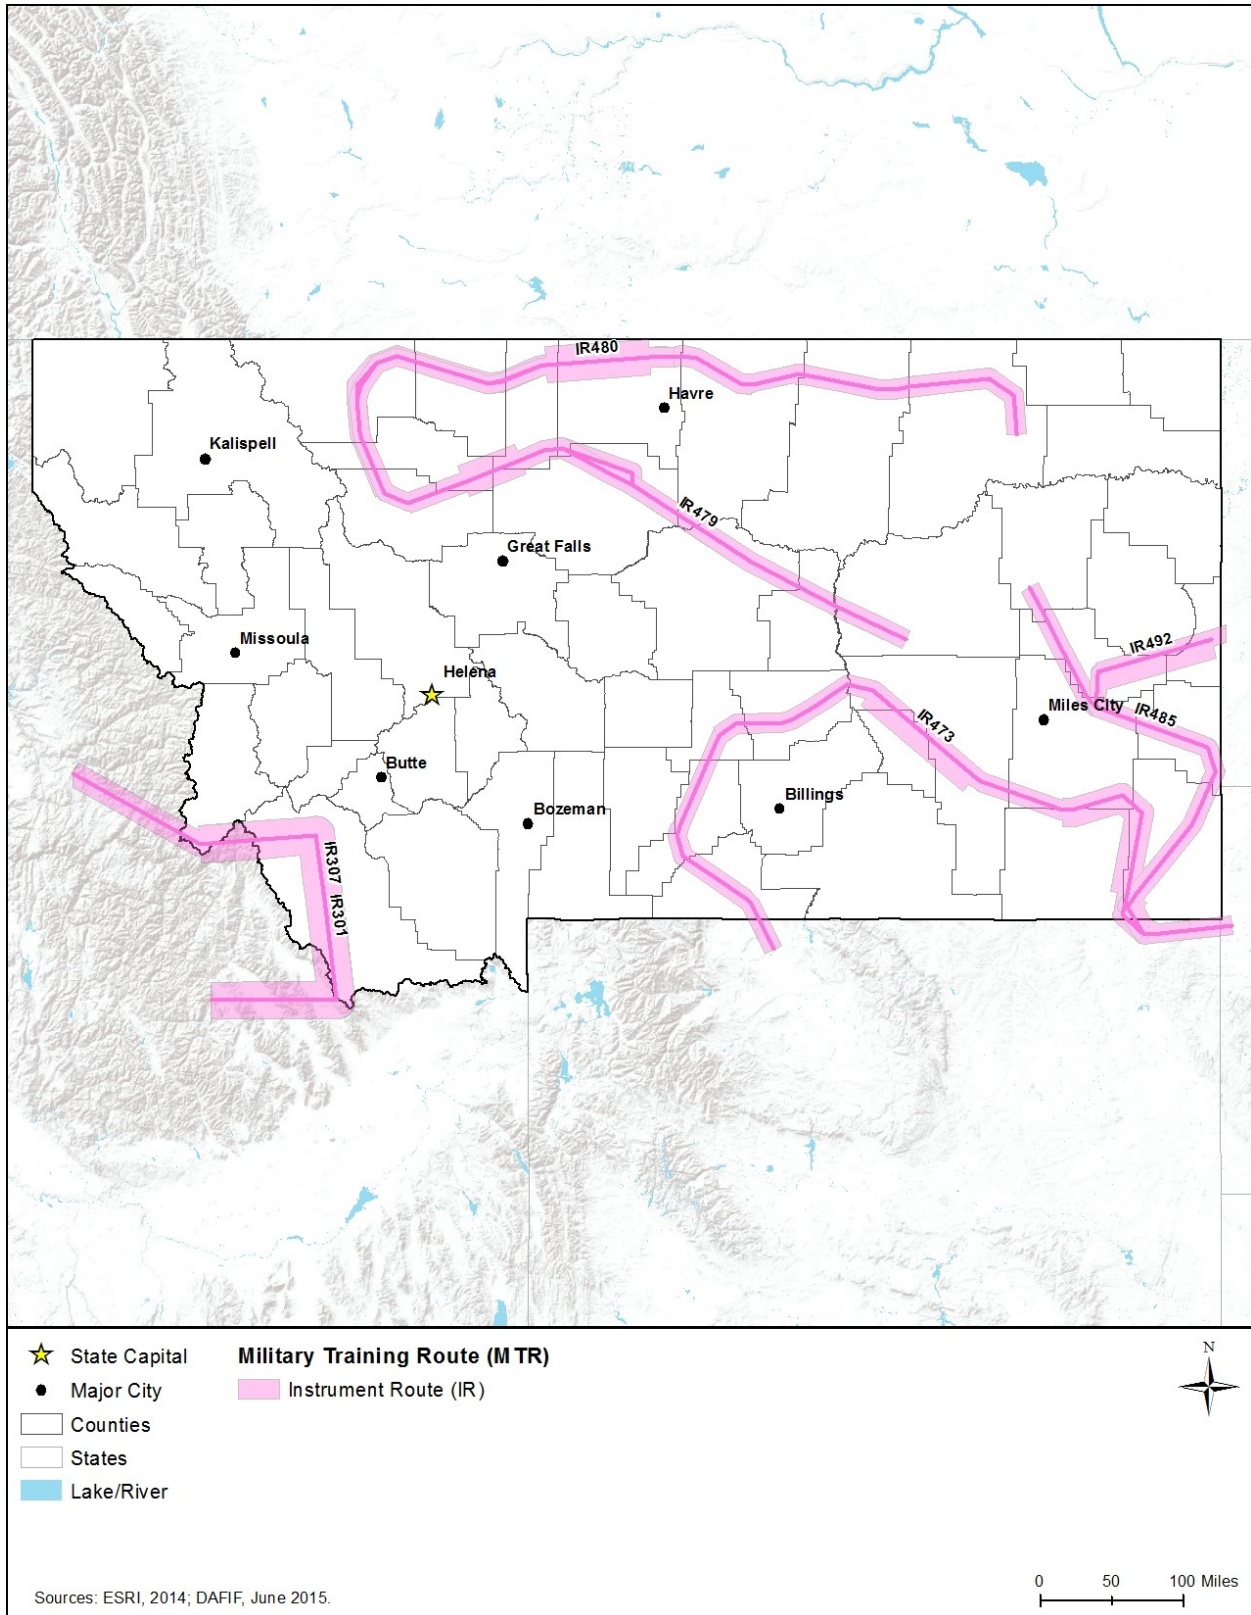 IR480
Havre
Kalispell
IR479
Great Falls
Missoula
IR492
Helena
Miles City
IR485
IR473
Butte
Billings
Bozeman
IR307 IR301
State Capital
Major City
Counties
States
Lake/River
Military Training Route (MTR)
Instrument Route (IR)
N
0 50 100 Miles
Sources: ESRI, 2014; DAFIF, June 2015.